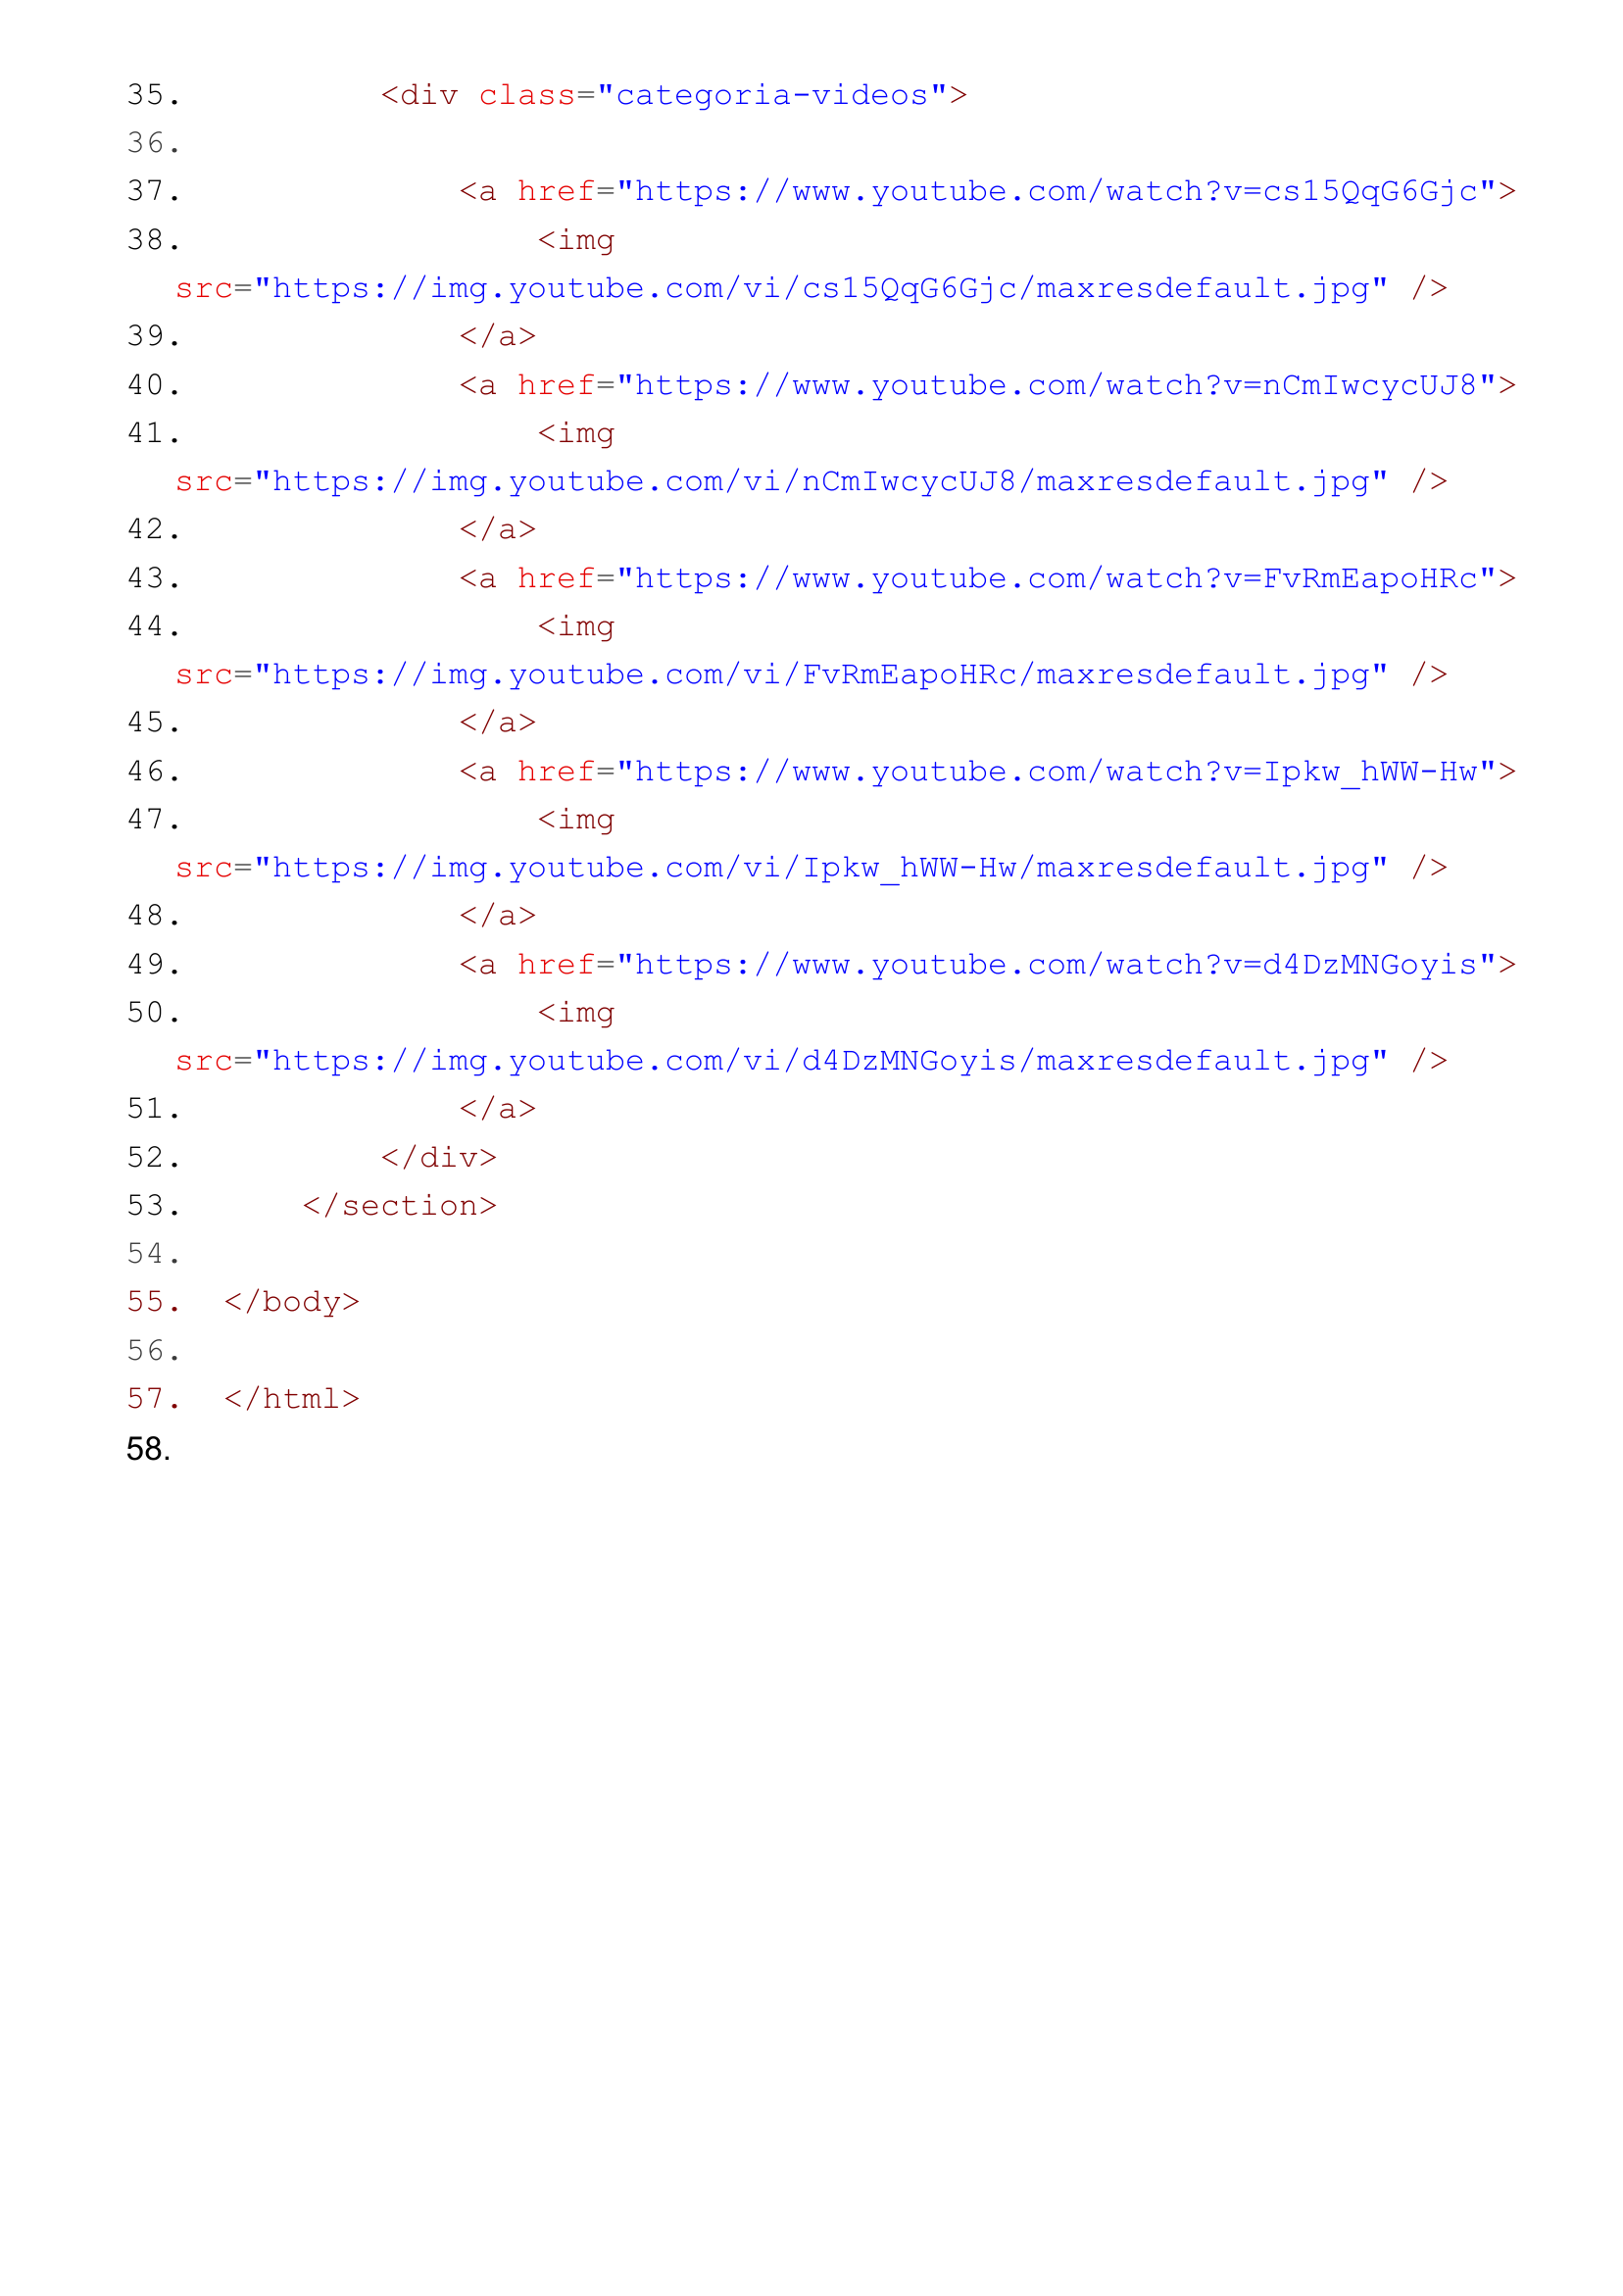 35.          <div class="categoria-videos">
36.
37.              <a href="https://www.youtube.com/watch?v=cs15QqG6Gjc">
38.                  <img
src="https://img.youtube.com/vi/cs15QqG6Gjc/maxresdefault.jpg" />
39.              </a>
40.              <a href="https://www.youtube.com/watch?v=nCmIwcycUJ8">
41.                  <img
src="https://img.youtube.com/vi/nCmIwcycUJ8/maxresdefault.jpg" />
42.              </a>
43.              <a href="https://www.youtube.com/watch?v=FvRmEapoHRc">
44.                  <img
src="https://img.youtube.com/vi/FvRmEapoHRc/maxresdefault.jpg" />
45.              </a>
46.              <a href="https://www.youtube.com/watch?v=Ipkw_hWW-Hw">
47.                  <img
src="https://img.youtube.com/vi/Ipkw_hWW-Hw/maxresdefault.jpg" />
48.              </a>
49.              <a href="https://www.youtube.com/watch?v=d4DzMNGoyis">
50.                  <img
src="https://img.youtube.com/vi/d4DzMNGoyis/maxresdefault.jpg" />
51.              </a>
52.          </div>
53.      </section>
54.
55.  </body>
56.
57.  </html>
58.